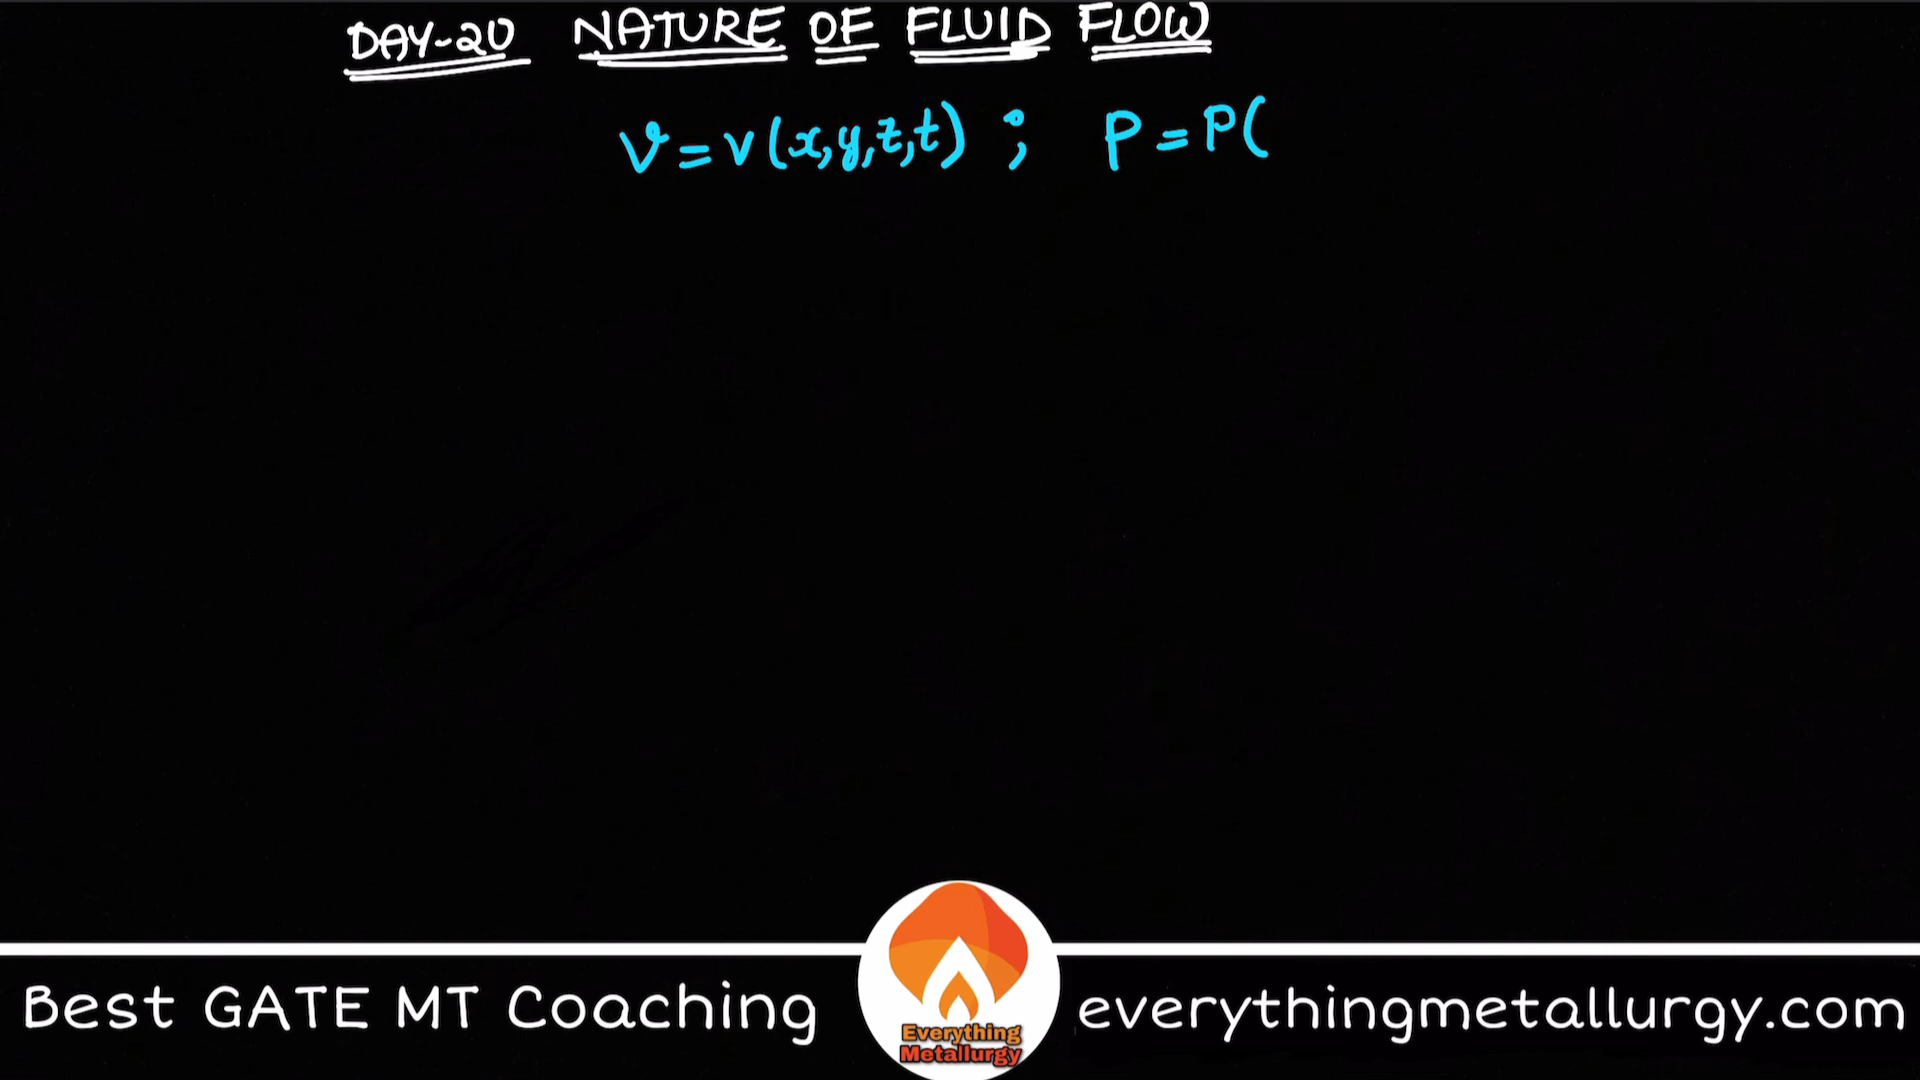 DAY-20 NATURE OF FLUID FLOW
v=v(x,y,z,t) ; P=P(
Best GATE MT Coaching
Everything
Metallurgy
everythingmetallurgy.com